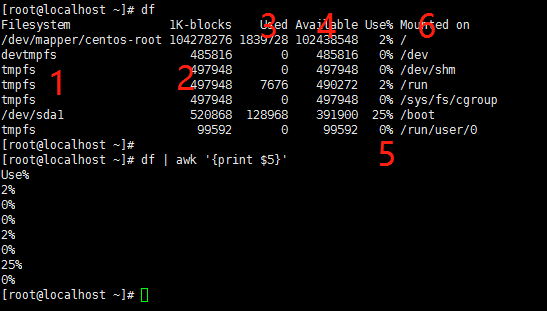 [root@localhost ~]# df
Filesystem 1K-blocks Used Available Use% Mounted on
/dev/mapper/centos-root 104278276 1839728 102438548 2% /
devtmpfs 485816 0 485816 0% /dev
tmpfs 497948 0 497948 0% /dev/shm
tmpfs 497948 7676 490272 2% /run
tmpfs 497948 0 497948 0% /sys/fs/cgroup
/dev/sda1 520868 128968 391900 25% /boot
tmpfs 99592 0 99592 0% /run/user/0
[root@localhost ~]#
[root@localhost ~]# df | awk '{print $5}'
Use%
2%
0%
0%
2%
0%
25%
0%
[root@localhost ~]#
1
2
3
4
5
6